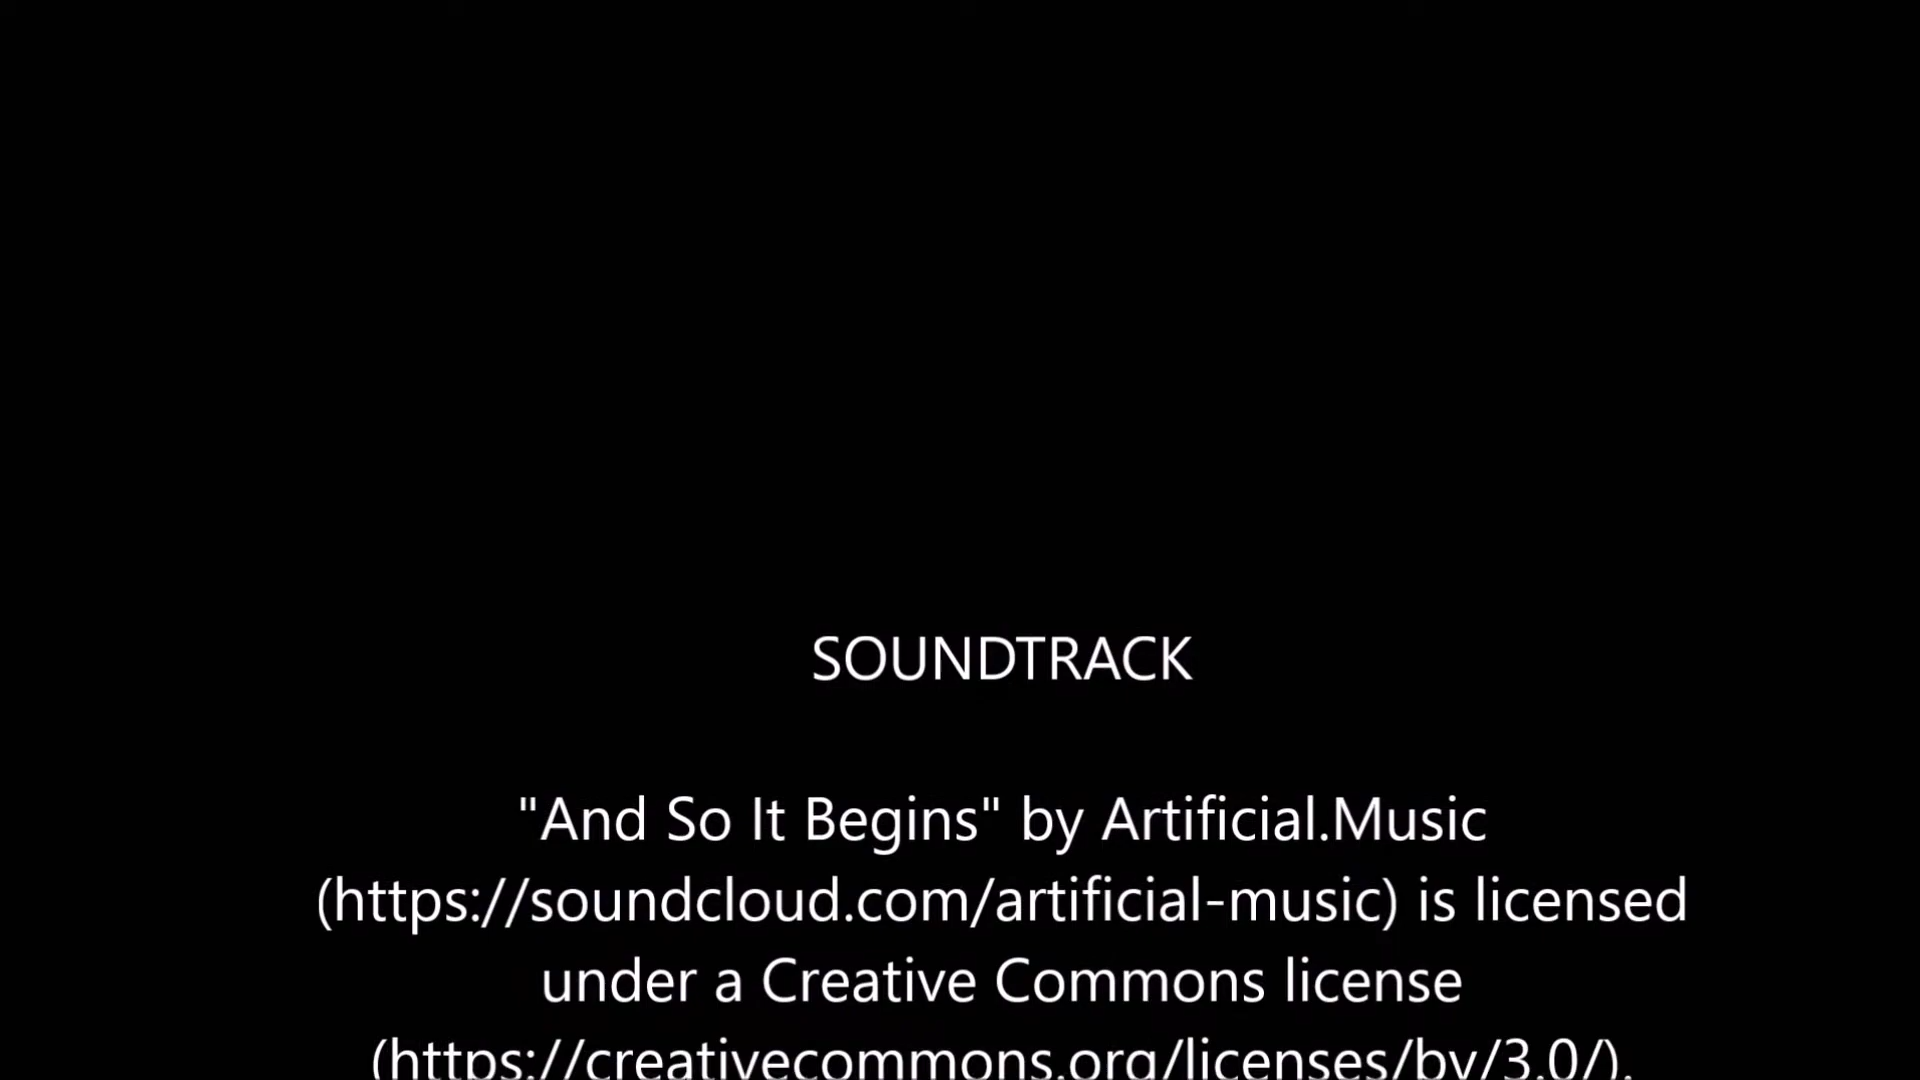 SOUNDTRACK
"And So It Begins" by Artificial.Music
(https://soundcloud.com/artificial-music) is licensed
under a Creative Commons license
(https://creativecommons.org/licenses/by/3.0/).